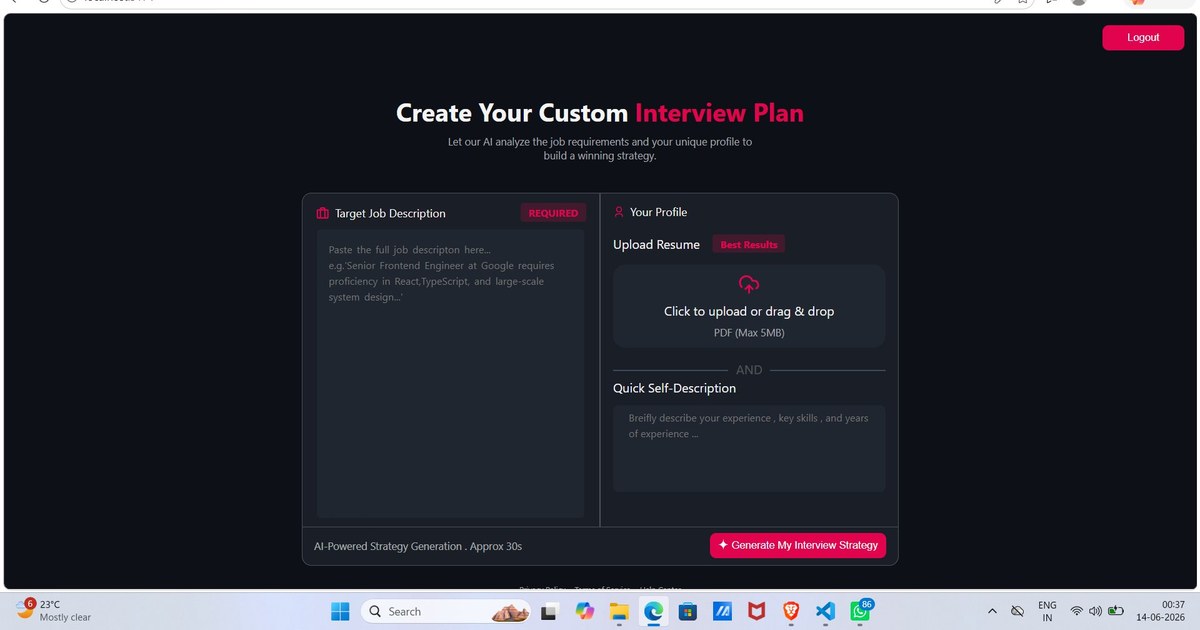 Logout
Create Your Custom Interview Plan
Let our AI analyze the job requirements and your unique profile to
build a winning strategy.
Target Job Description
REQUIRED
Paste the full job descripton here...
e.g.'Senior Frontend Engineer at Google requires
proficiency in React,TypeScript, and large-scale
system design...'
Your Profile
Upload Resume
Best Results
Click to upload or drag & drop
PDF (Max 5MB)
AND
Quick Self-Description
Breifly describe your experience , key skills , and years
of experience ...
AI-Powered Strategy Generation . Approx 30s
✦ Generate My Interview Strategy
6
23°C
Mostly clear
Search
86
ENG
IN
00:37
14-06-2026